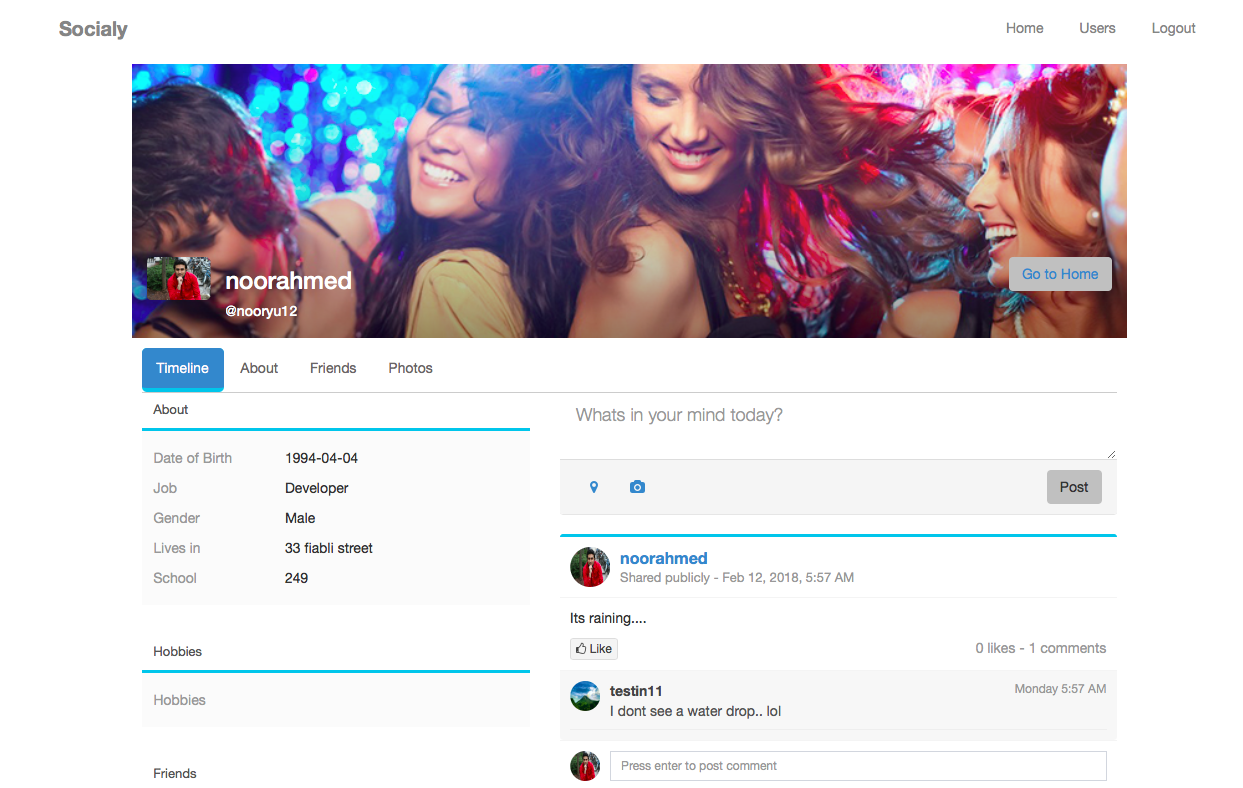 Socialy
Home Users Logout
noorahmed
@nooryu12
Go to Home
Timeline About Friends Photos
About
Date of Birth 1994-04-04
Job Developer
Gender Male
Lives in 33 fiabli street
School 249
Hobbies
Hobbies
Friends
Whats in your mind today?
Post
noorahmed
Shared publicly - Feb 12, 2018, 5:57 AM
Its raining....
Like 0 likes - 1 comments
testin11 Monday 5:57 AM
I dont see a water drop.. lol
Press enter to post comment